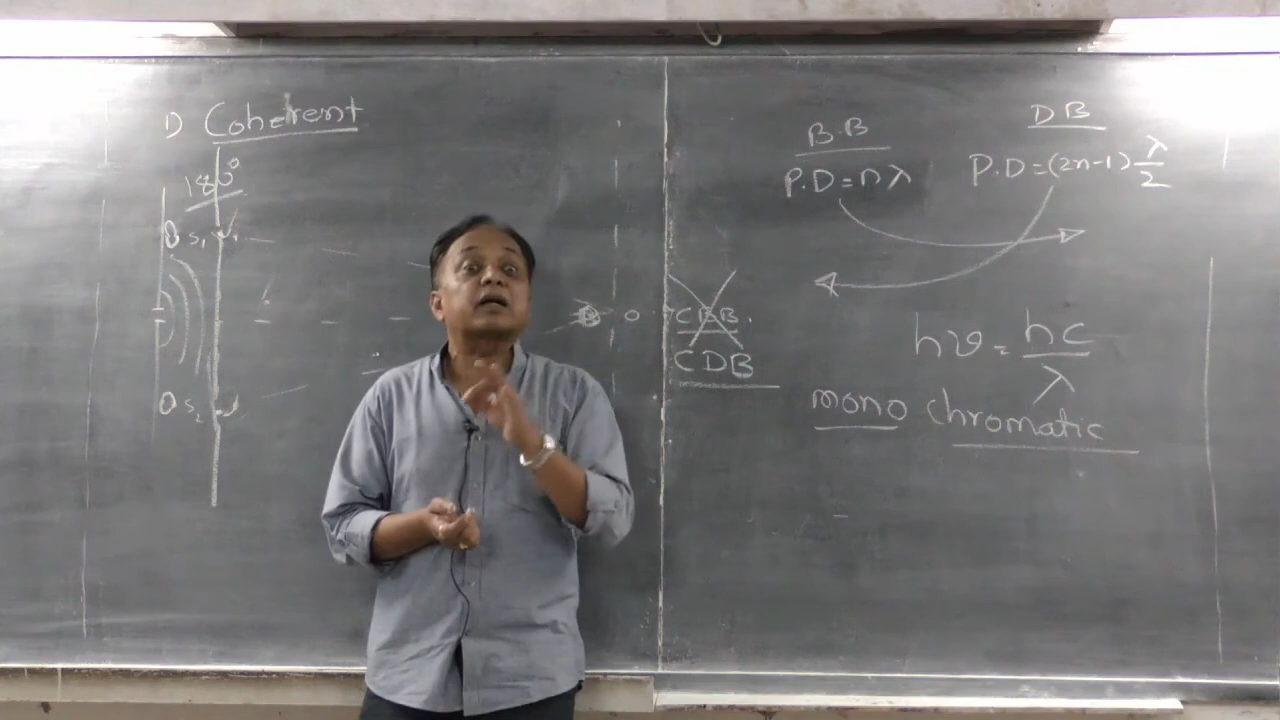 1) Coherent
180°
S₁
S₂
O
CBB.
CDB
B.B
P.D=nλ
DB
P.D=(2n-1)λ/2
hν=hc/λ
mono chromatic